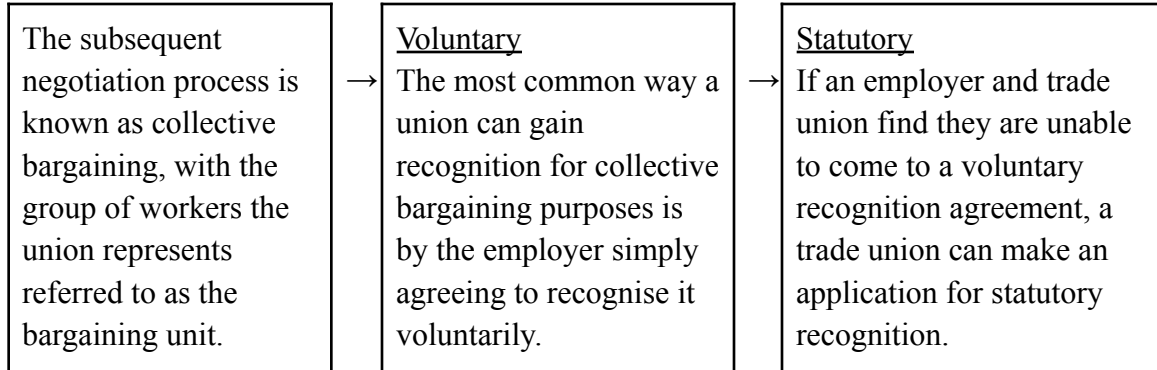 The subsequent
negotiation process is
known as collective
bargaining, with the
group of workers the
union represents
referred to as the
bargaining unit.
→
Voluntary
The most common way a
union can gain
recognition for collective
bargaining purposes is
by the employer simply
agreeing to recognise it
voluntarily.
→
Statutory
If an employer and trade
union find they are unable
to come to a voluntary
recognition agreement, a
trade union can make an
application for statutory
recognition.